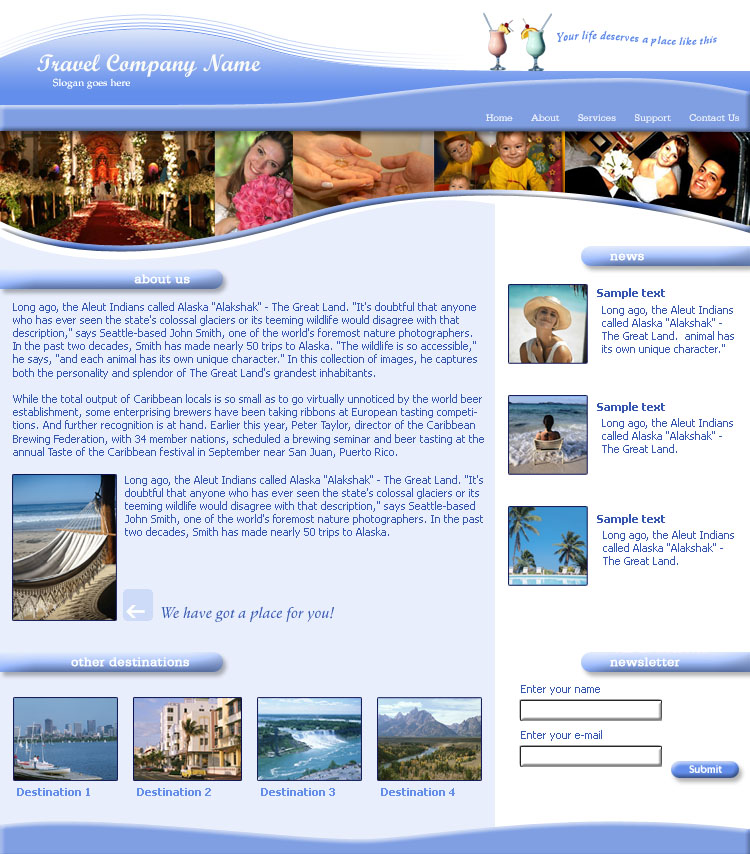 Your life deserves a place like this
Travel Company Name
Slogan goes here
Home About Services Support Contact Us
about us
Long ago, the Aleut Indians called Alaska "Alakshak" - The Great Land. "It's doubtful that anyone
who has ever seen the state's colossal glaciers or its teeming wildlife would disagree with that
description," says Seattle-based John Smith, one of the world's foremost nature photographers.
In the past two decades, Smith has made nearly 50 trips to Alaska. "The wildlife is so accessible,"
he says, "and each animal has its own unique character." In this collection of images, he captures
both the personality and splendor of The Great Land's grandest inhabitants.
While the total output of Caribbean locals is so small as to go virtually unnoticed by the world beer
establishment, some enterprising brewers have been taking ribbons at European tasting competi-
tions. And further recognition is at hand. Earlier this year, Peter Taylor, director of the Caribbean
Brewing Federation, with 34 member nations, scheduled a brewing seminar and beer tasting at the
annual Taste of the Caribbean festival in September near San Juan, Puerto Rico.
Long ago, the Aleut Indians called Alaska "Alakshak" - The Great Land. "It's
doubtful that anyone who has ever seen the state's colossal glaciers or its
teeming wildlife would disagree with that description," says Seattle-based
John Smith, one of the world's foremost nature photographers. In the past
two decades, Smith has made nearly 50 trips to Alaska.
We have got a place for you!
other destinations
Destination 1 Destination 2 Destination 3 Destination 4
news
Sample text
Long ago, the Aleut Indians
called Alaska "Alakshak" -
The Great Land. animal has
its own unique character."
Sample text
Long ago, the Aleut Indians
called Alaska "Alakshak" -
The Great Land.
Sample text
Long ago, the Aleut Indians
called Alaska "Alakshak" -
The Great Land.
newsletter
Enter your name
Enter your e-mail
Submit